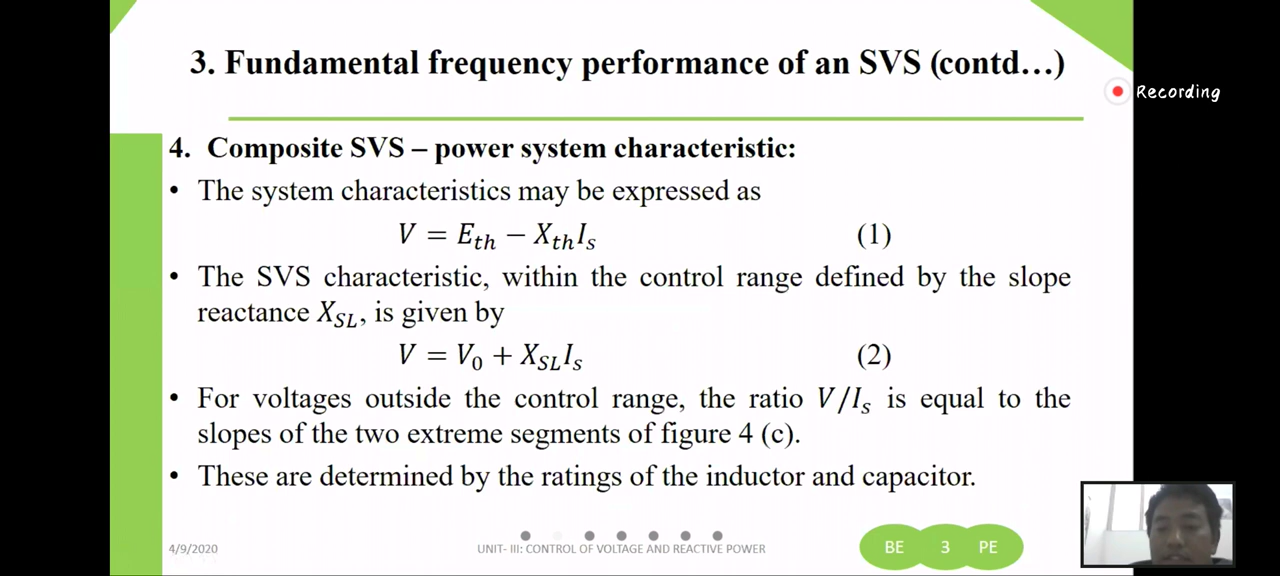 3. Fundamental frequency performance of an SVS (contd…)
Recording
4. Composite SVS – power system characteristic:
• The system characteristics may be expressed as
V = E_th − X_th I_s (1)
• The SVS characteristic, within the control range defined by the slope
reactance X_SL, is given by
V = V_0 + X_SL I_s (2)
• For voltages outside the control range, the ratio V/I_s is equal to the
slopes of the two extreme segments of figure 4 (c).
• These are determined by the ratings of the inductor and capacitor.
4/9/2020
UNIT- III: CONTROL OF VOLTAGE AND REACTIVE POWER
BE 3 PE